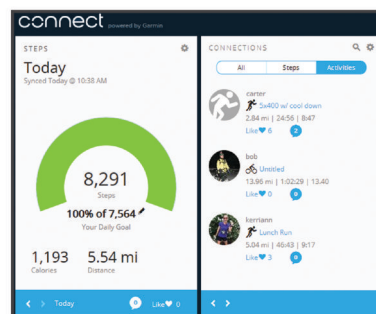 connect powered by Garmin
STEPS
Today
Synced Today @ 10:38 AM
8,291
Steps
100% of 7,564
Your Daily Goal
1,193
Calories
5.54 mi
Distance
Today
0
Like 0
CONNECTIONS
All Steps Activities
carter
5x400 w/ cool down
2.84 mi | 24:56 | 8:47
Like 6 2
bob
Untitled
13.96 mi | 1:02:29 | 13.40
Like 0 0
kerriann
Lunch Run
5.04 mi | 46:43 | 9:17
Like 3 0